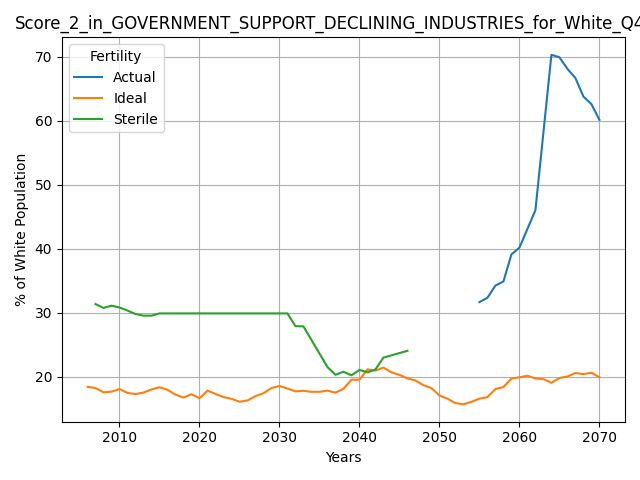 Score_2_in_GOVERNMENT_SUPPORT_DECLINING_INDUSTRIES_for_White_Q4
Fertility
Actual
Ideal
Sterile
% of White Population
70
60
50
40
30
20
2010 2020 2030 2040 2050 2060 2070
Years